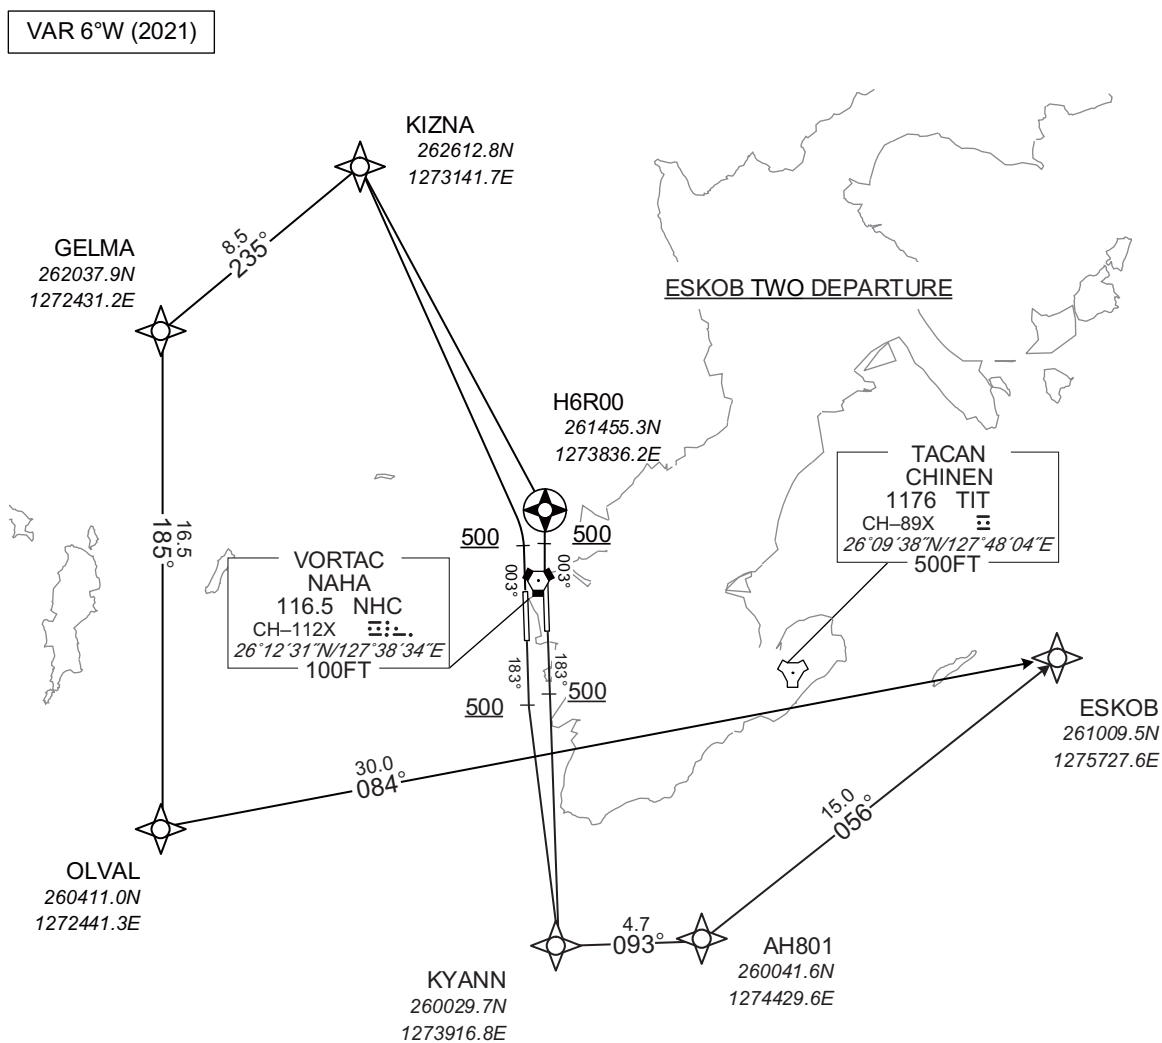 VAR 6°W (2021)
KIZNA
262612.8N
1273141.7E
8.5
235°
GELMA
262037.9N
1272431.2E
ESKOB TWO DEPARTURE
H6R00
261455.3N
1273836.2E
TACAN
CHINEN
1176 TIT
CH–89X
26°09´38˝N/127°48´04˝E
500FT
500
500
003°
003°
16.5
185°
VORTAC
NAHA
116.5 NHC
CH–112X
26°12´31˝N/127°38´34˝E
100FT
183°
183°
500
500
ESKOB
261009.5N
1275727.6E
30.0
084°
15.0
056°
OLVAL
260411.0N
1272441.3E
4.7
093°
AH801
260041.6N
1274429.6E
KYANN
260029.7N
1273916.8E